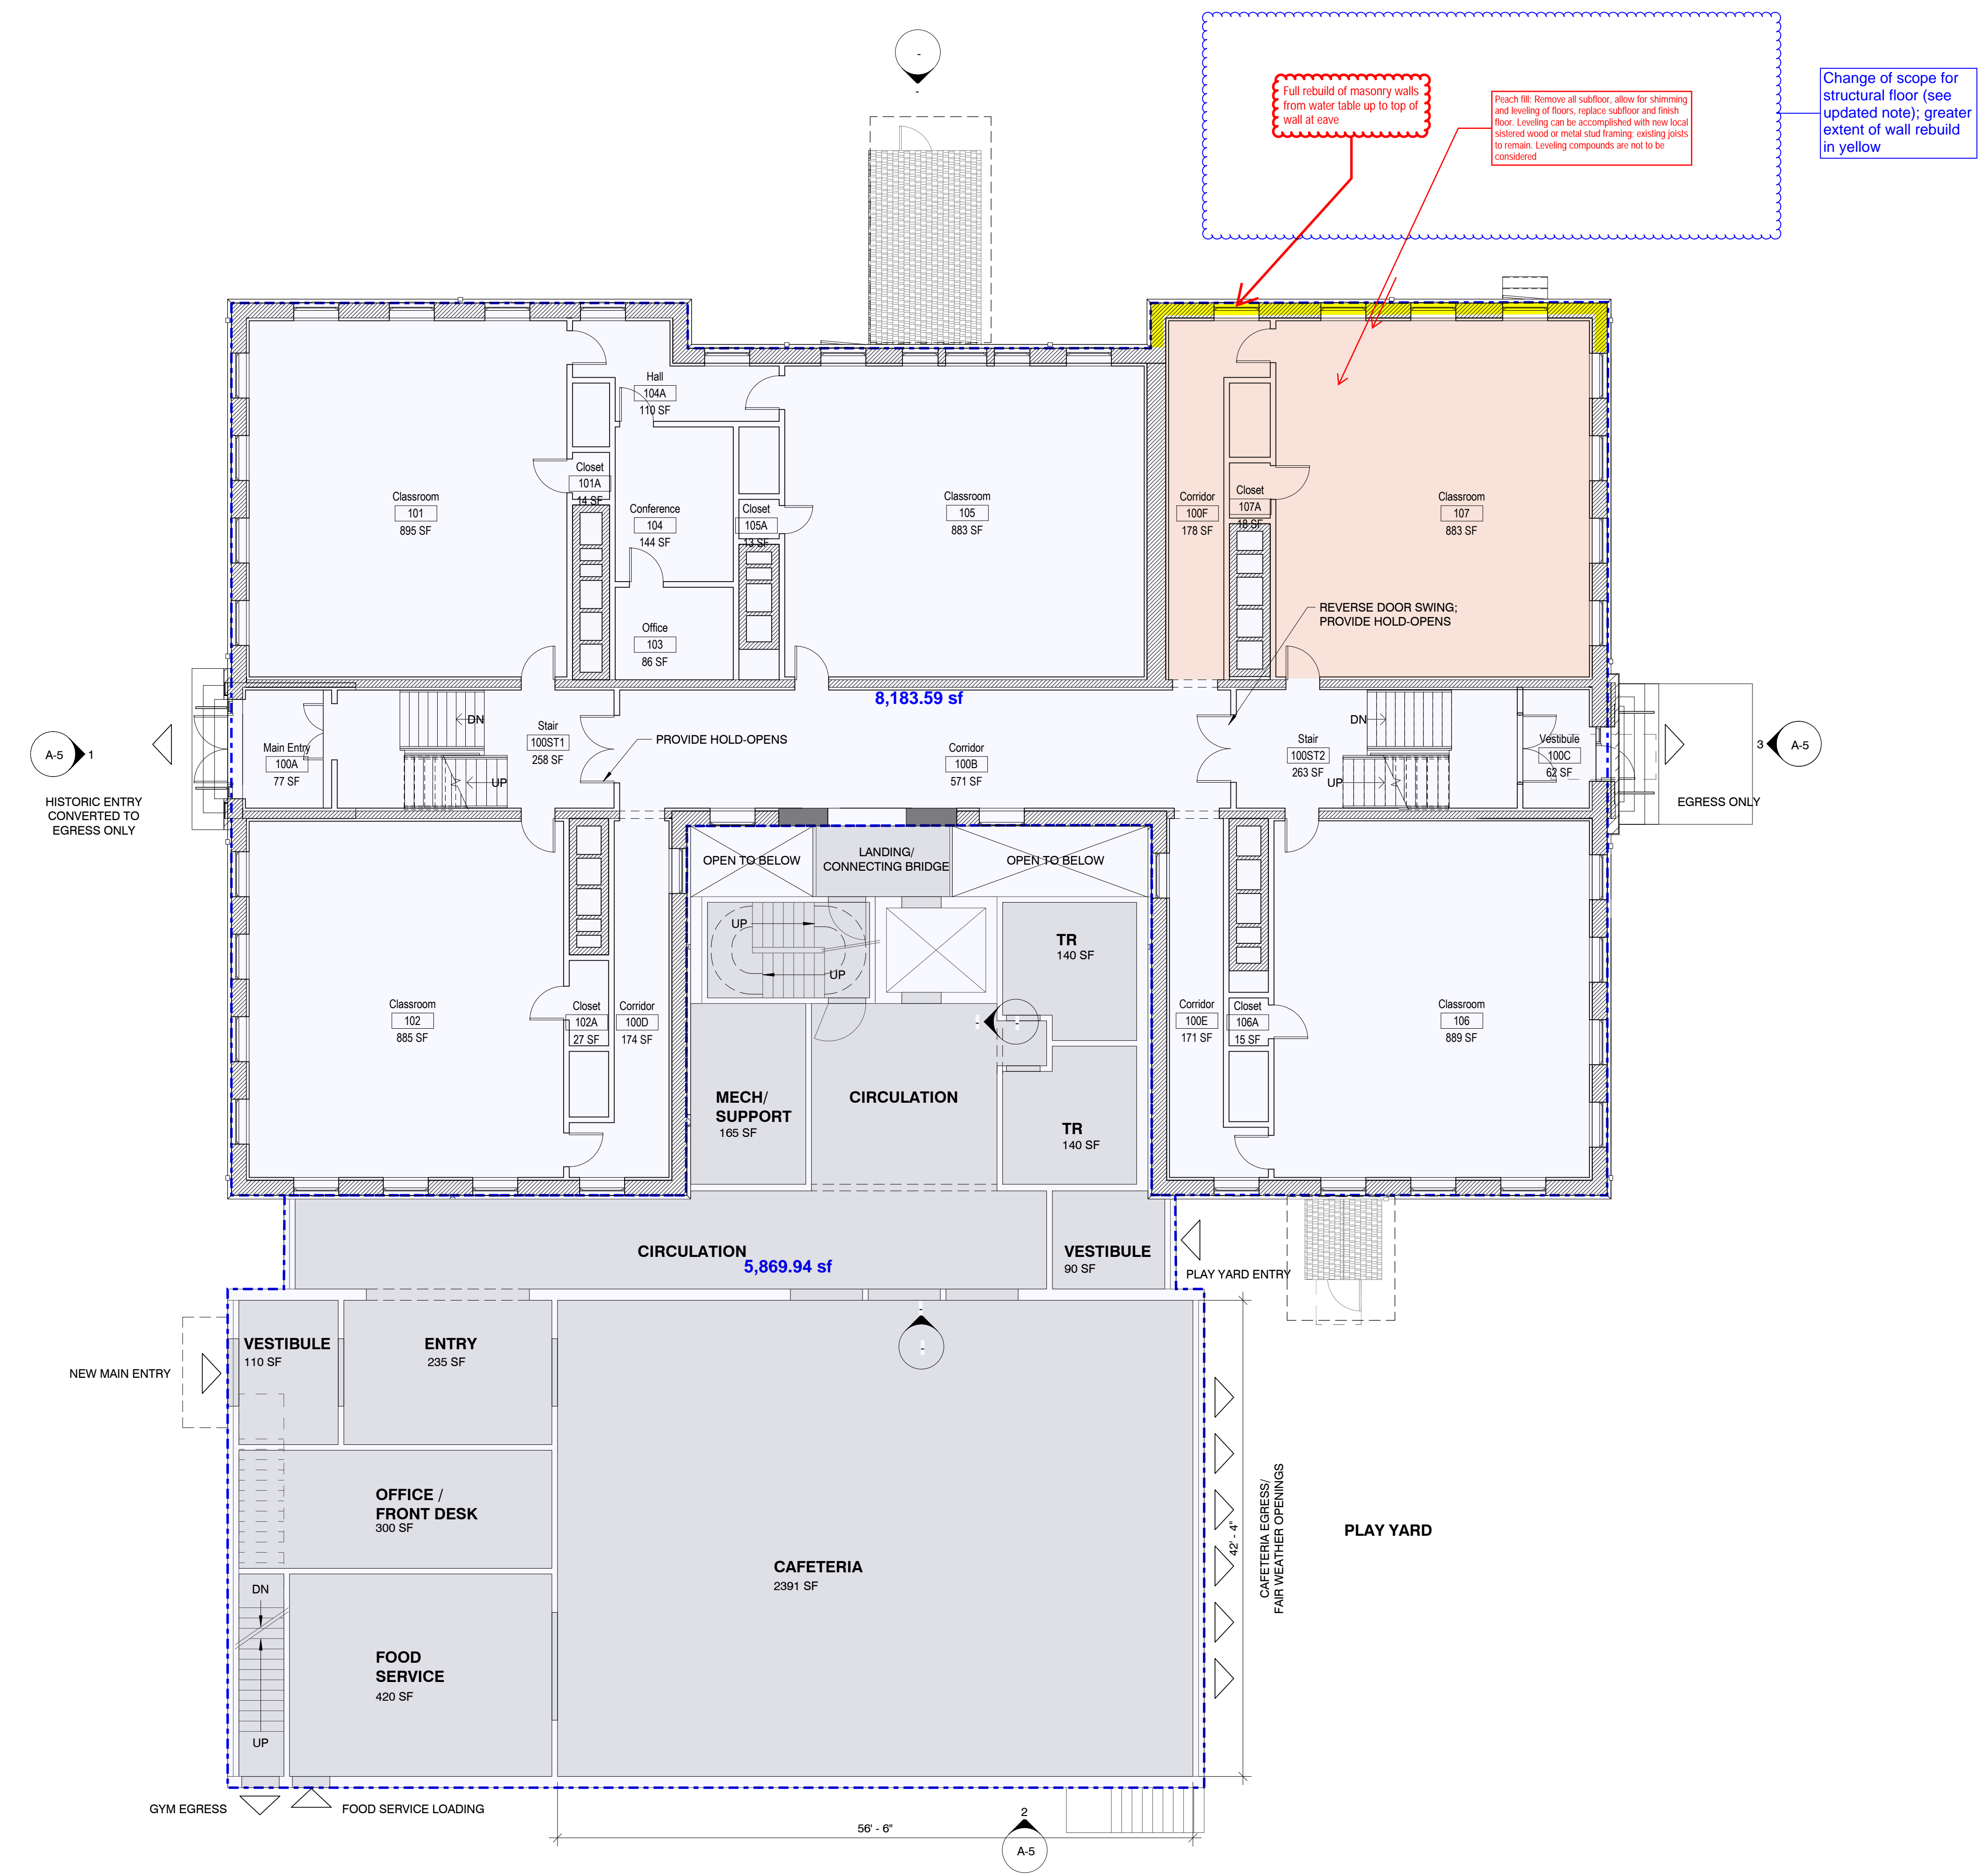 -
-
Full rebuild of masonry walls
from water table up to top of
wall at eave
Peach fill: Remove all subfloor, allow for shimming
and leveling of floors, replace subfloor and finish
floor. Leveling can be accomplished with new local
sistered wood or metal stud framing: existing joists
to remain. Leveling compounds are not to be
considered
Change of scope for
structural floor (see
updated note); greater
extent of wall rebuild
in yellow
Hall
104A
110 SF
Classroom
101
895 SF
Closet
101A
14 SF
Conference
104
144 SF
Closet
105A
13 SF
Classroom
105
883 SF
Corridor
100F
178 SF
Closet
107A
18 SF
Classroom
107
883 SF
Office
103
86 SF
REVERSE DOOR SWING;
PROVIDE HOLD-OPENS
8,183.59 sf
A-5
1
HISTORIC ENTRY
CONVERTED TO
EGRESS ONLY
Main Entry
100A
77 SF
DN
UP
Stair
100ST1
258 SF
PROVIDE HOLD-OPENS
Corridor
100B
571 SF
Stair
100ST2
263 SF
DN
UP
Vestibule
100C
62 SF
3
A-5
EGRESS ONLY
OPEN TO BELOW
LANDING/
CONNECTING BRIDGE
OPEN TO BELOW
UP
UP
TR
140 SF
Classroom
102
885 SF
Closet
102A
27 SF
Corridor
100D
174 SF
-
-
Corridor
100E
171 SF
Closet
106A
15 SF
Classroom
106
889 SF
MECH/
SUPPORT
165 SF
CIRCULATION
TR
140 SF
CIRCULATION
5,869.94 sf
VESTIBULE
90 SF
PLAY YARD ENTRY
-
-
NEW MAIN ENTRY
VESTIBULE
110 SF
ENTRY
235 SF
OFFICE /
FRONT DESK
300 SF
CAFETERIA
2391 SF
42' - 4"
CAFETERIA EGRESS/
FAIR WEATHER OPENINGS
PLAY YARD
DN
UP
FOOD
SERVICE
420 SF
GYM EGRESS
FOOD SERVICE LOADING
56' - 6"
2
A-5